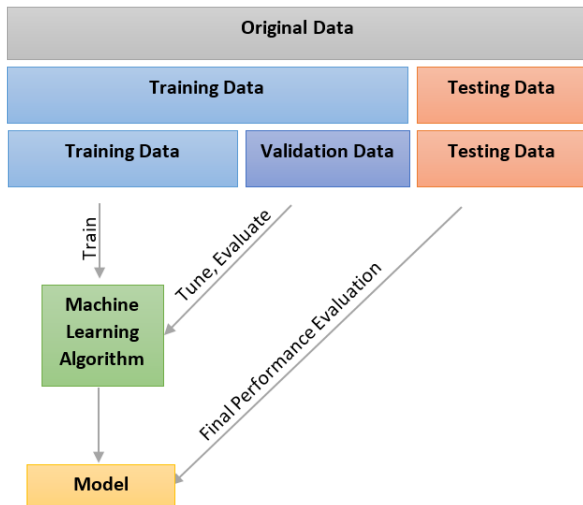 Original Data
Training Data
Testing Data
Training Data
Validation Data
Testing Data
Train
Tune, Evaluate
Final Performance Evaluation
Machine
Learning
Algorithm
Model